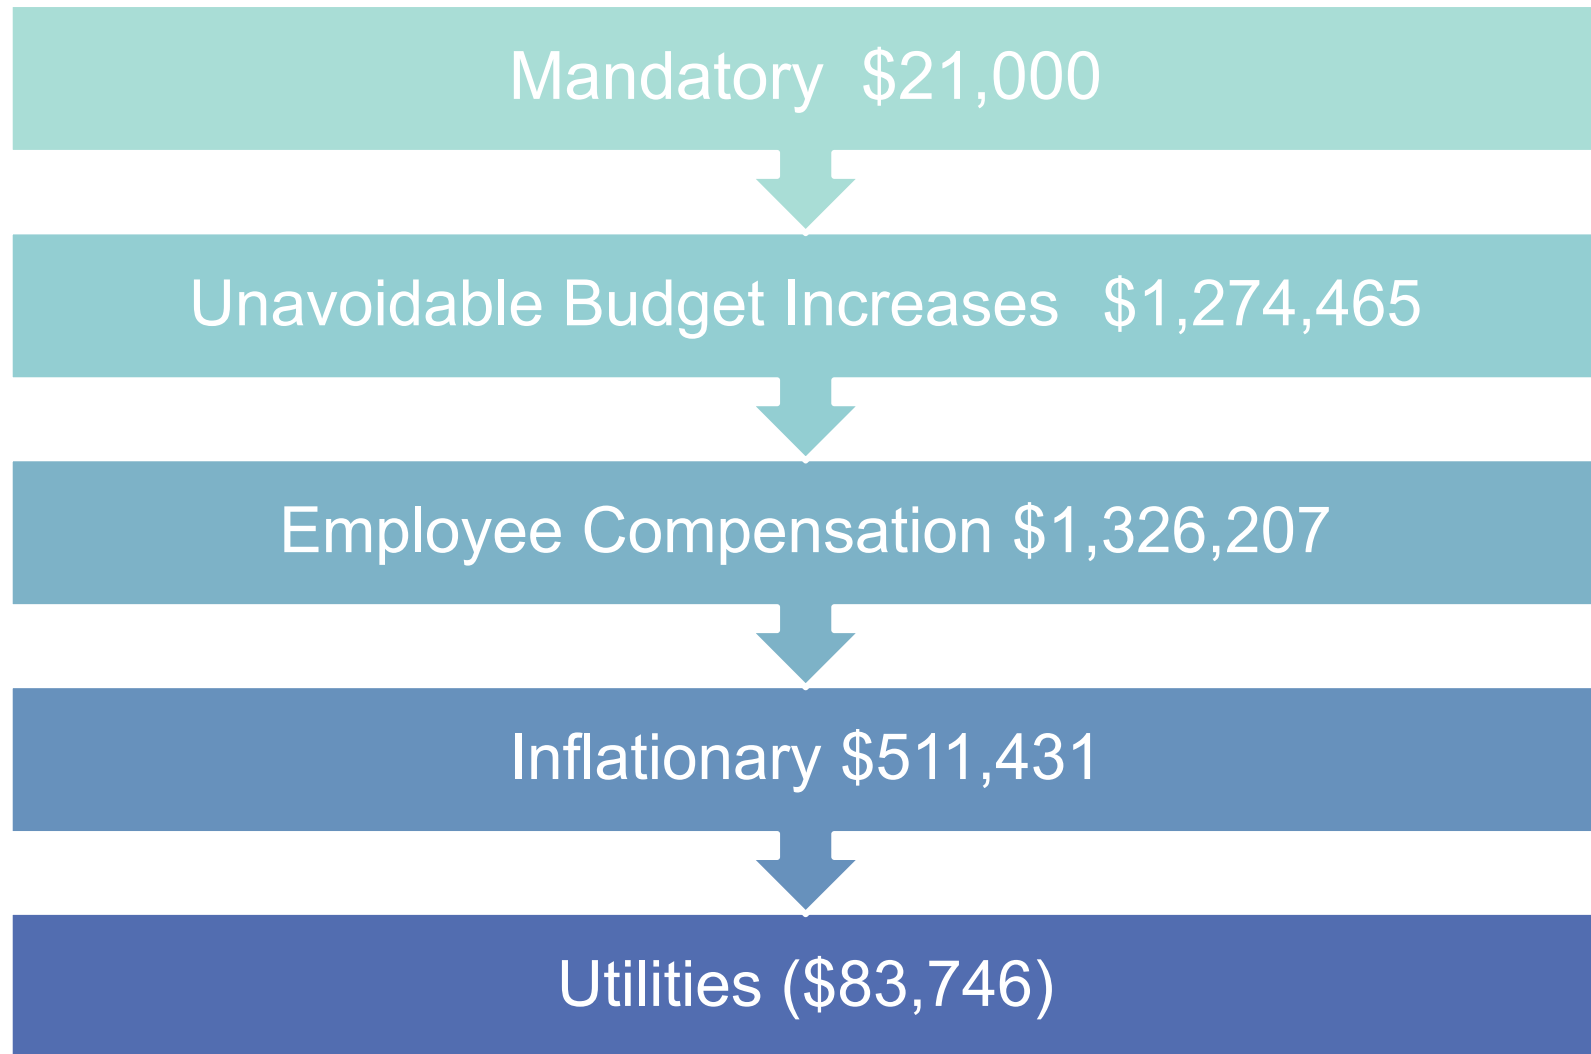 Mandatory  $21,000
Unavoidable Budget Increases  $1,274,465
Employee Compensation $1,326,207
Inflationary $511,431
Utilities ($83,746)